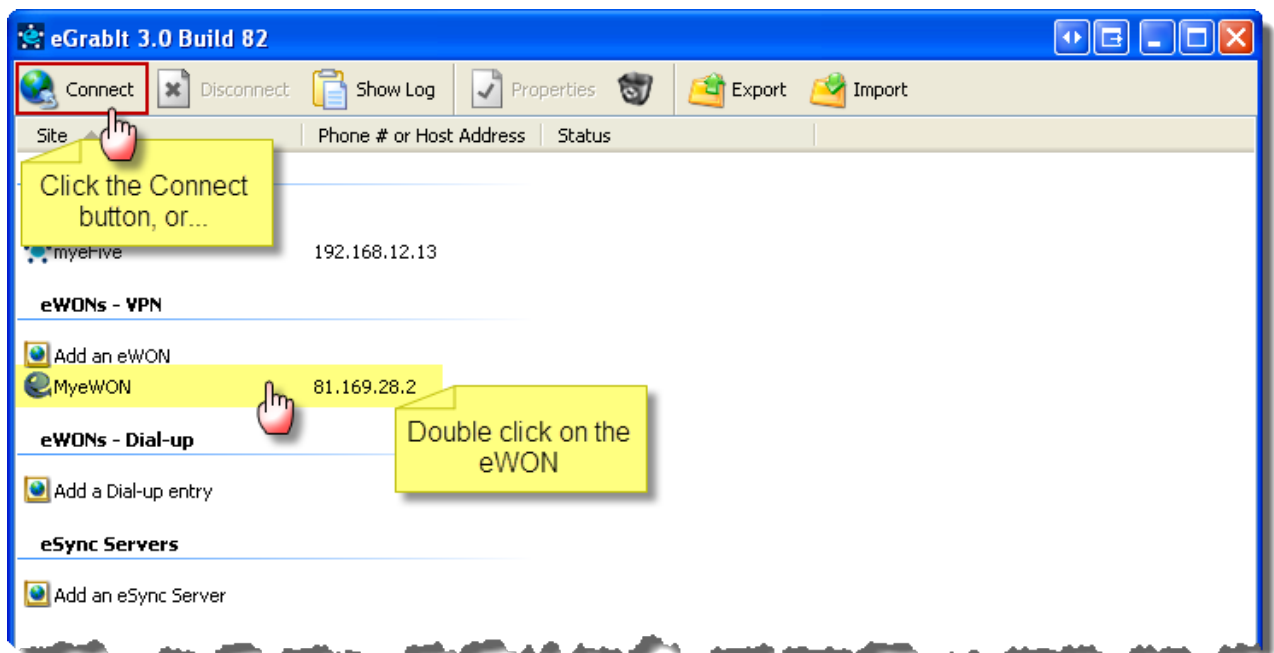 eGrabIt 3.0 Build 82
Connect Disconnect Show Log Properties Export Import
Site Phone # or Host Address Status
Click the Connect
button, or...
myeFive 192.168.12.13
eWONs - VPN
Add an eWON
MyeWON 81.169.28.2
Double click on the
eWON
eWONs - Dial-up
Add a Dial-up entry
eSync Servers
Add an eSync Server